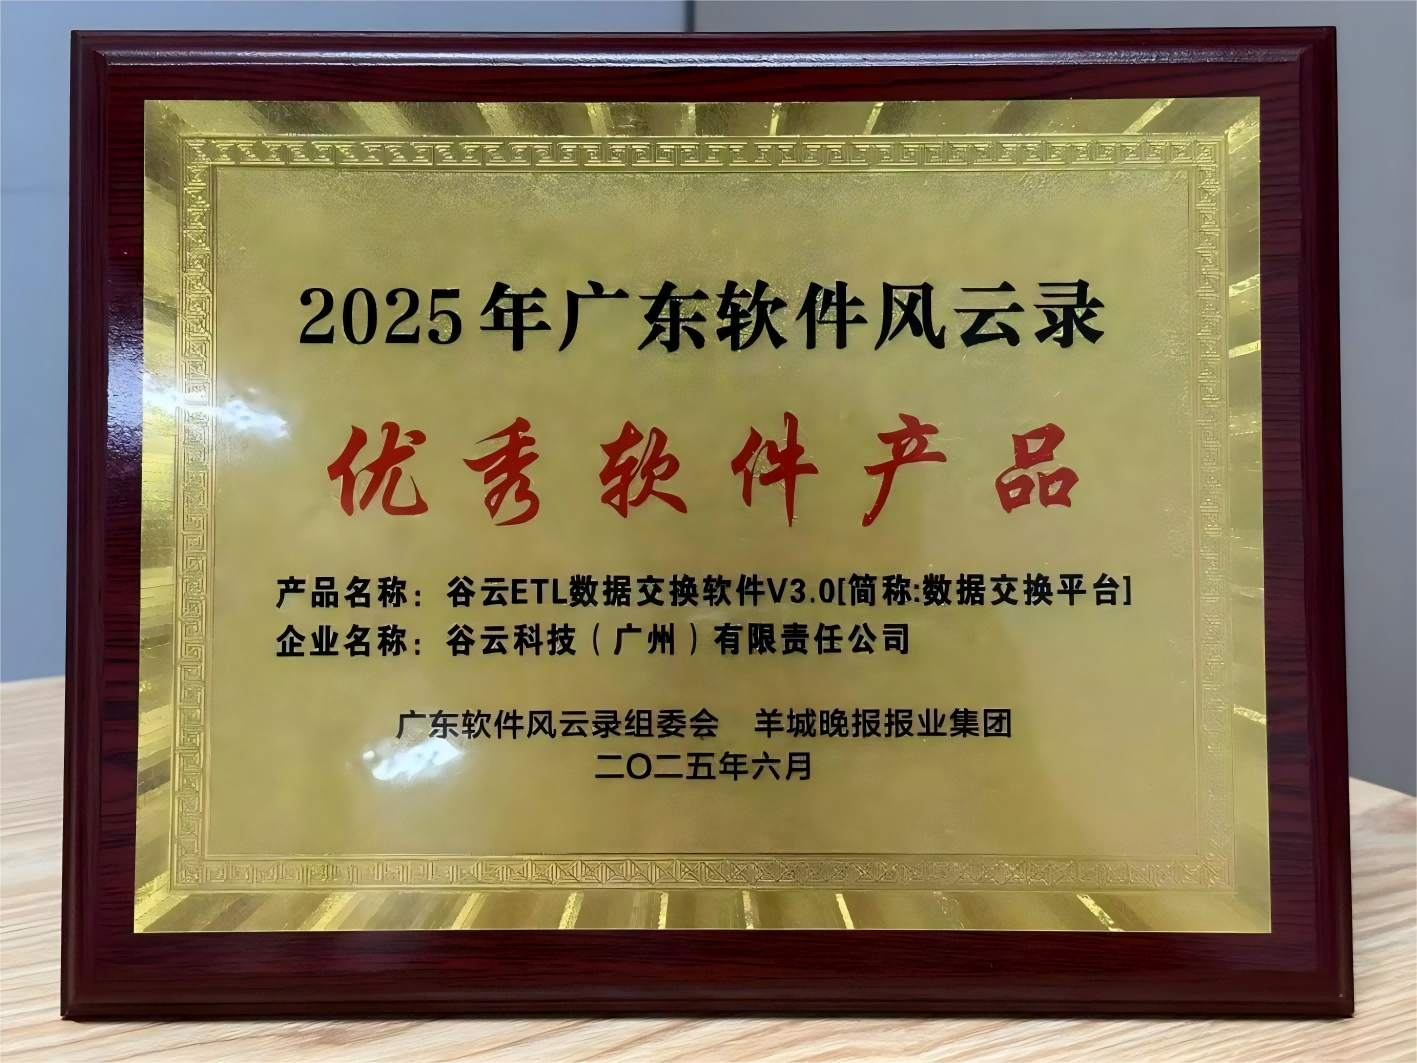 2025年广东软件风云录
优秀软件产品
产品名称：谷云ETL数据交换软件V3.0[简称:数据交换平台]
企业名称：谷云科技（广州）有限责任公司
广东软件风云录组委会　羊城晚报报业集团
二〇二五年六月